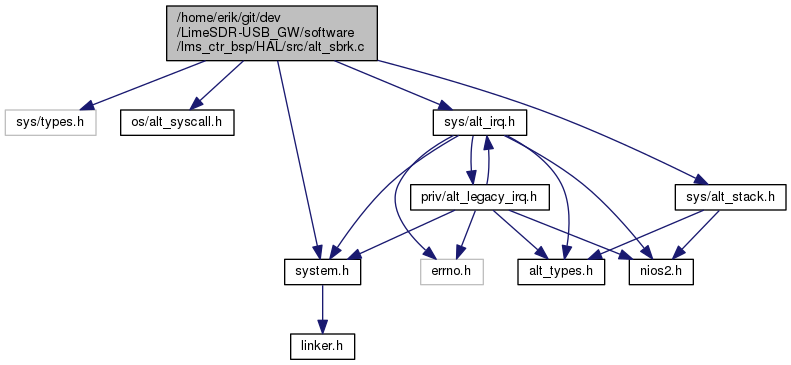 /home/erik/git/dev
/LimeSDR-USB_GW/software
/lms_ctr_bsp/HAL/src/alt_sbrk.c
sys/types.h
os/alt_syscall.h
sys/alt_irq.h
priv/alt_legacy_irq.h
sys/alt_stack.h
system.h
errno.h
alt_types.h
nios2.h
linker.h